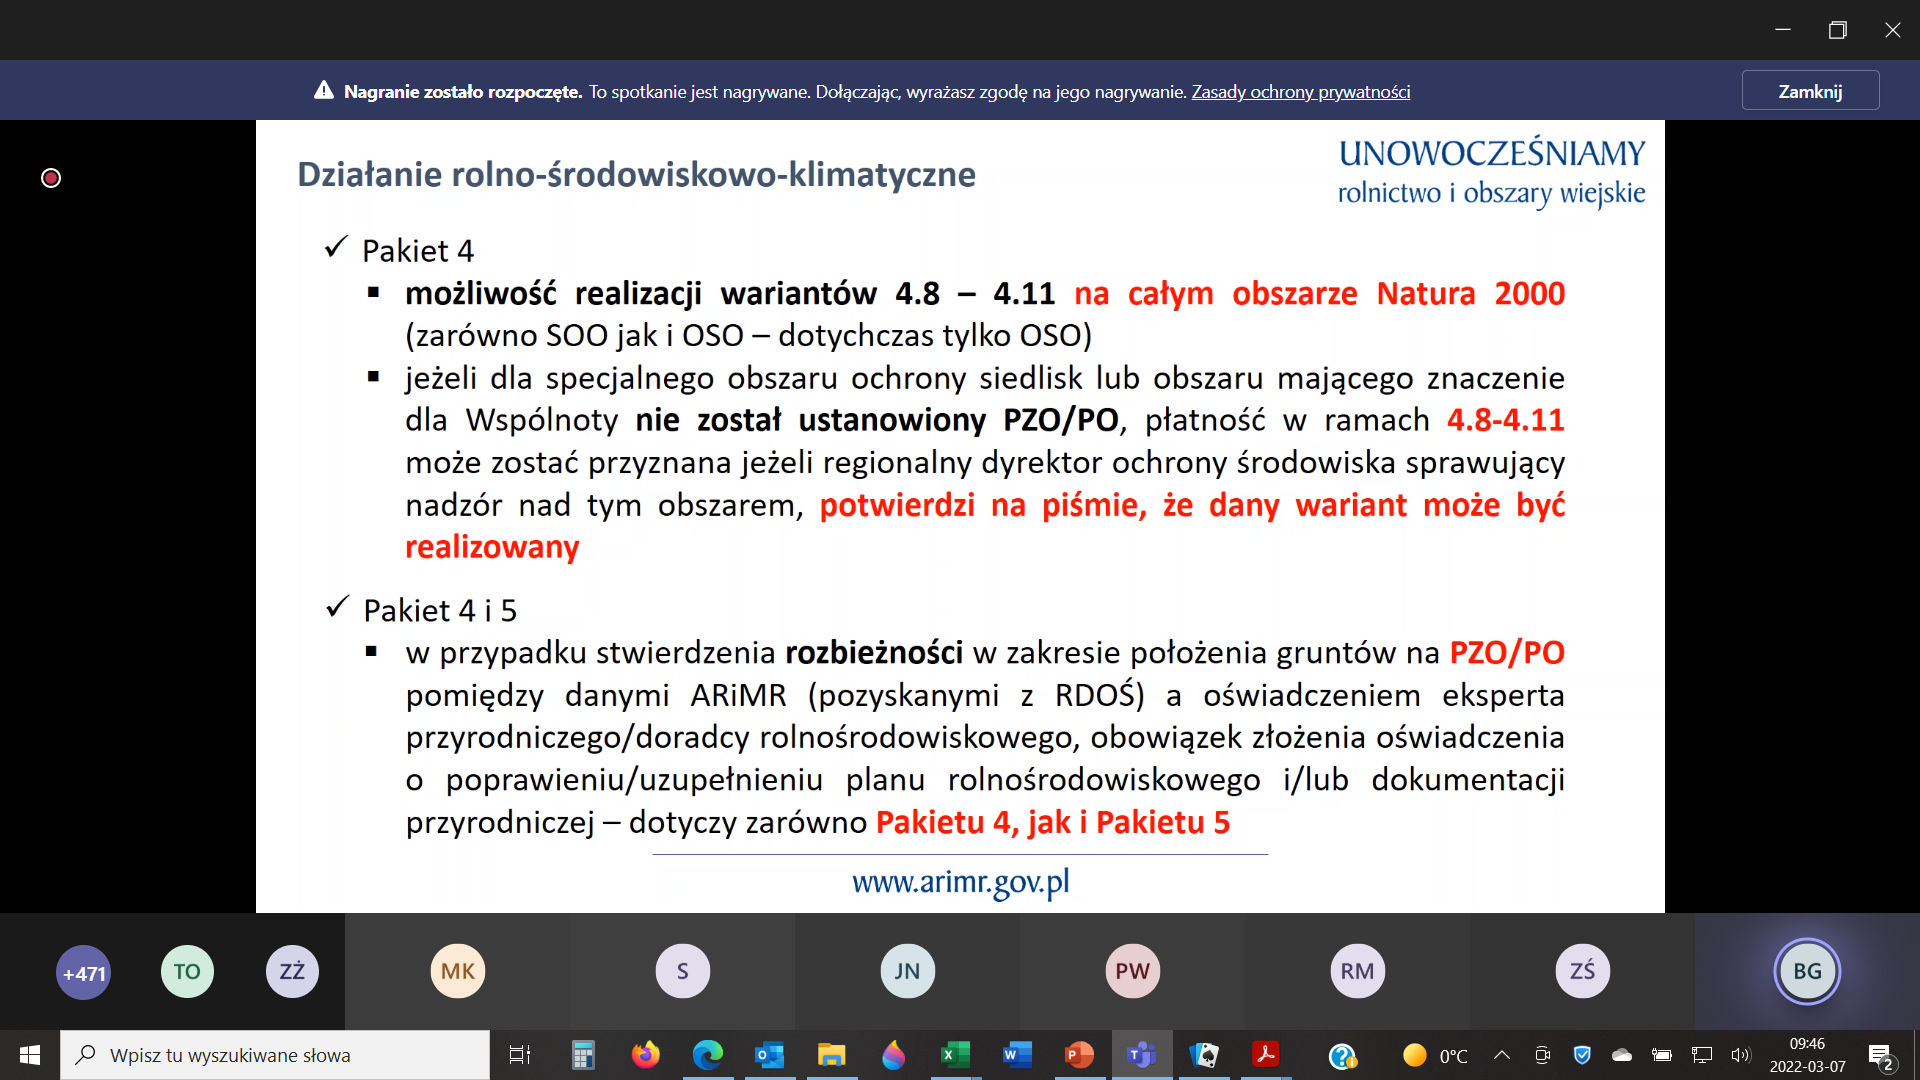 Nagranie zostało rozpoczęte. To spotkanie jest nagrywane. Dołączając, wyrażasz zgodę na jego nagrywanie. Zasady ochrony prywatności
Zamknij
Działanie rolno-środowiskowo-klimatyczne
UNOWOCZEŚNIAMY
rolnictwo i obszary wiejskie
✓ Pakiet 4
▪ możliwość realizacji wariantów 4.8 – 4.11 na całym obszarze Natura 2000
(zarówno SOO jak i OSO – dotychczas tylko OSO)
▪ jeżeli dla specjalnego obszaru ochrony siedlisk lub obszaru mającego znaczenie
dla Wspólnoty nie został ustanowiony PZO/PO, płatność w ramach 4.8-4.11
może zostać przyznana jeżeli regionalny dyrektor ochrony środowiska sprawujący
nadzór nad tym obszarem, potwierdzi na piśmie, że dany wariant może być
realizowany
✓ Pakiet 4 i 5
▪ w przypadku stwierdzenia rozbieżności w zakresie położenia gruntów na PZO/PO
pomiędzy danymi ARiMR (pozyskanymi z RDOŚ) a oświadczeniem eksperta
przyrodniczego/doradcy rolnośrodowiskowego, obowiązek złożenia oświadczenia
o poprawieniu/uzupełnieniu planu rolnośrodowiskowego i/lub dokumentacji
przyrodniczej – dotyczy zarówno Pakietu 4, jak i Pakietu 5
www.arimr.gov.pl
+471 TO ZŻ MK S JN PW RM ZŚ BG
Wpisz tu wyszukiwane słowa
0°C
09:46
2022-03-07
2